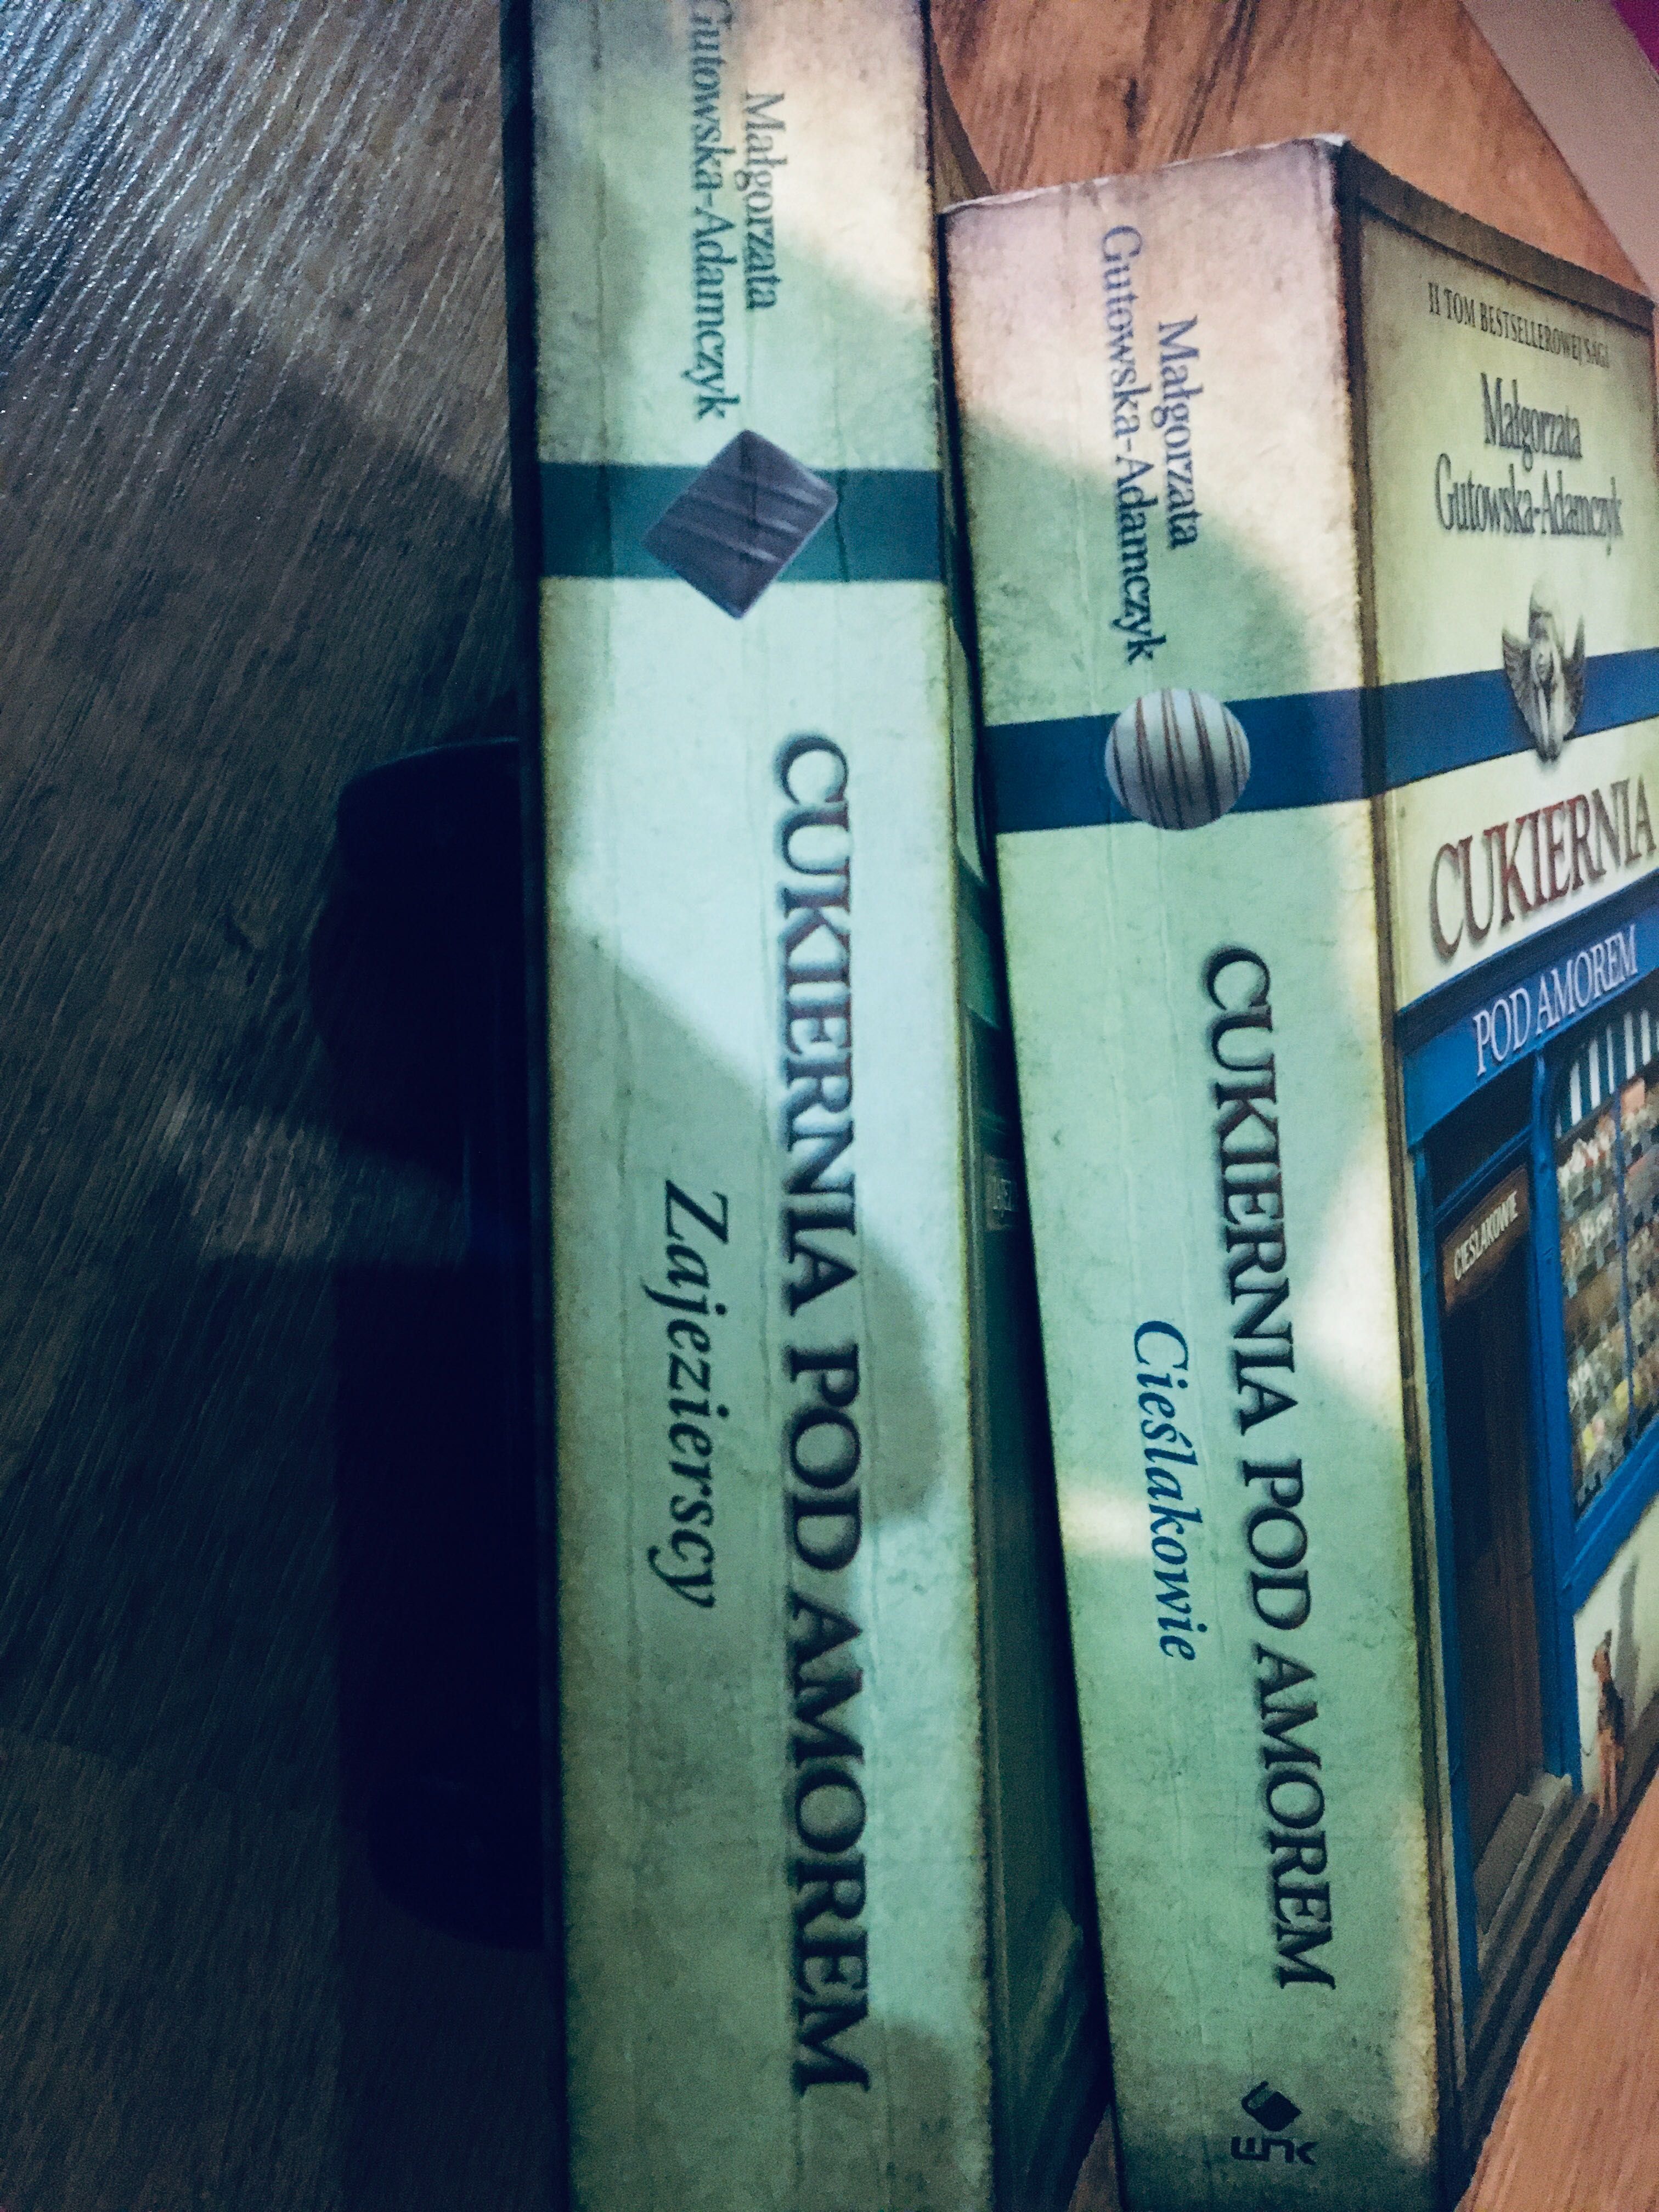 Małgorzata
Gutowska-Adamczyk
CUKIERNIA POD AMOREM
Zajezierscy
Małgorzata
Gutowska-Adamczyk
CUKIERNIA POD AMOREM
Cieślakowie
II TOM BESTSELLEROWEJ SAGI
Małgorzata
Gutowska-Adamczyk
CUKIERNIA
POD AMOREM
CIEŚLAKOWIE